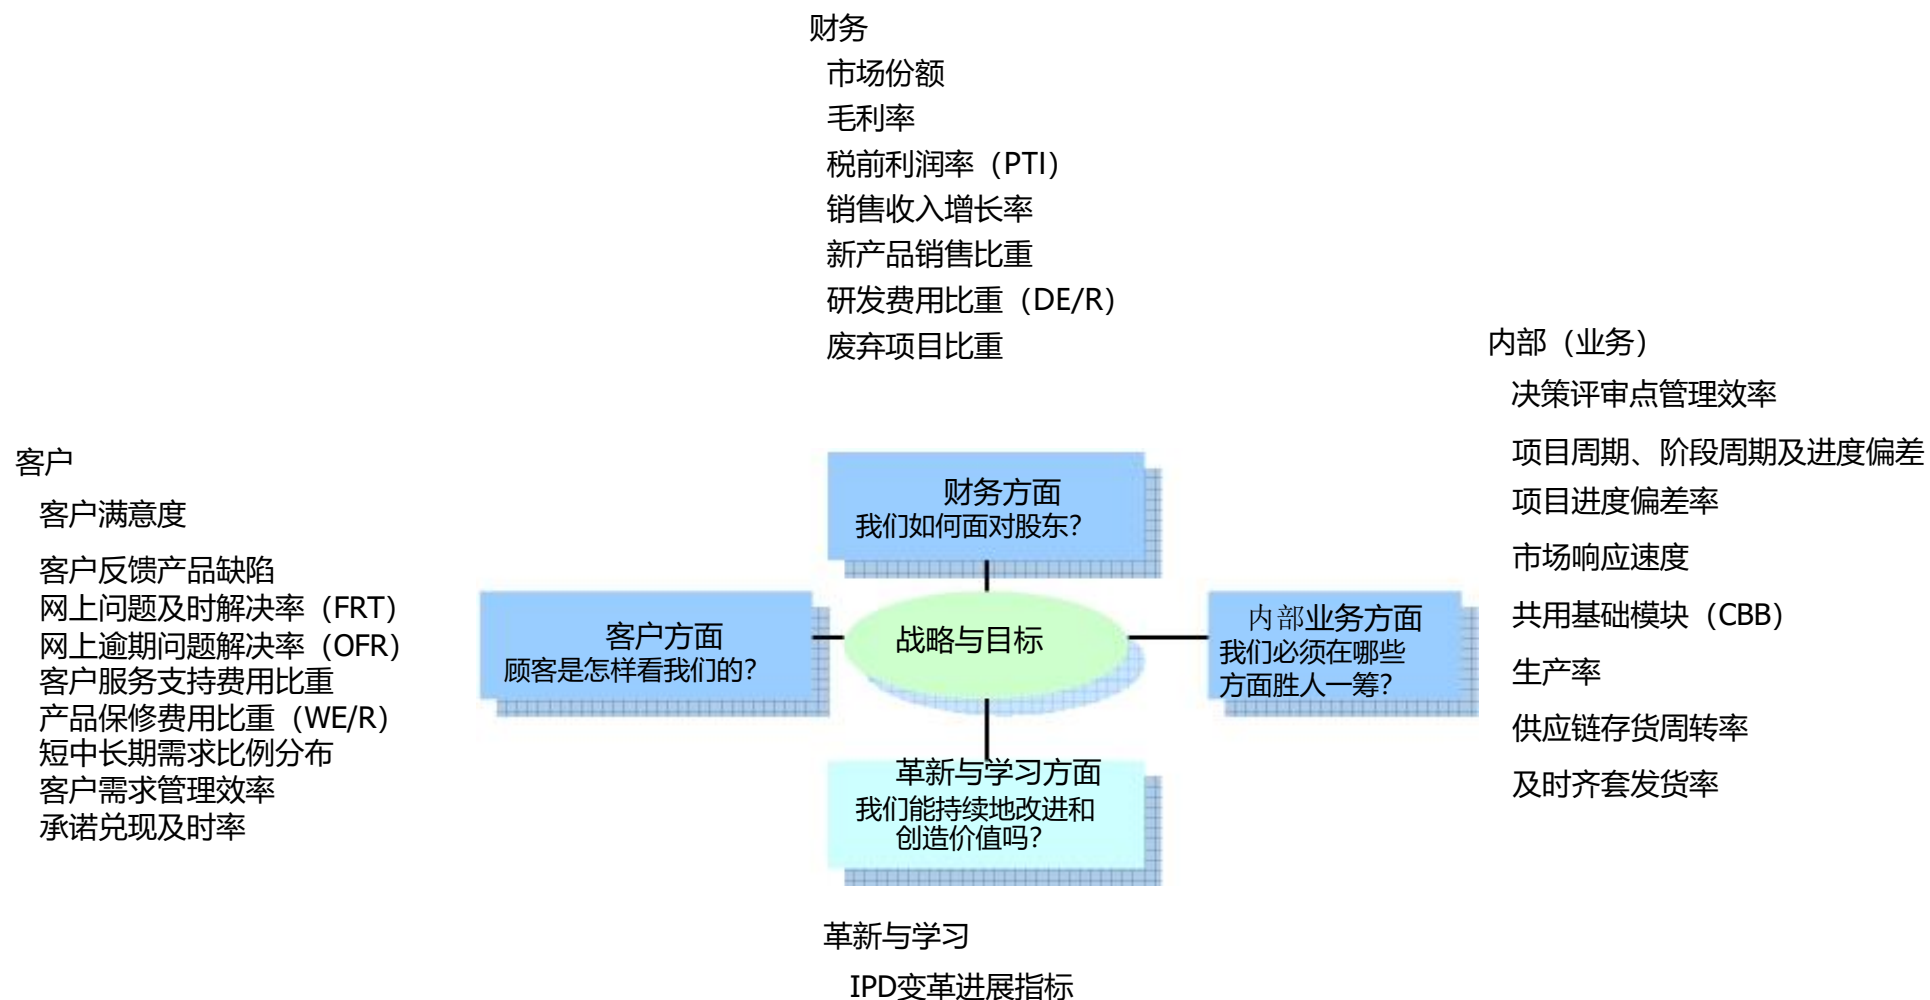 财务
市场份额
毛利率
税前利润率（PTI）
销售收入增长率
新产品销售比重
研发费用比重（DE/R）
废弃项目比重
内部（业务）
决策评审点管理效率
项目周期、阶段周期及进度偏差
项目进度偏差率
市场响应速度
共用基础模块（CBB）
生产率
供应链存货周转率
及时齐套发货率
客户
客户满意度
客户反馈产品缺陷
网上问题及时解决率（FRT）
网上逾期问题解决率（OFR）
客户服务支持费用比重
产品保修费用比重（WE/R）
短中长期需求比例分布
客户需求管理效率
承诺兑现及时率
财务方面
我们如何面对股东？
客户方面
顾客是怎样看我们的？
战略与目标
内部业务方面
我们必须在哪些
方面胜人一筹？
革新与学习方面
我们能持续地改进和
创造价值吗？
革新与学习
IPD变革进展指标